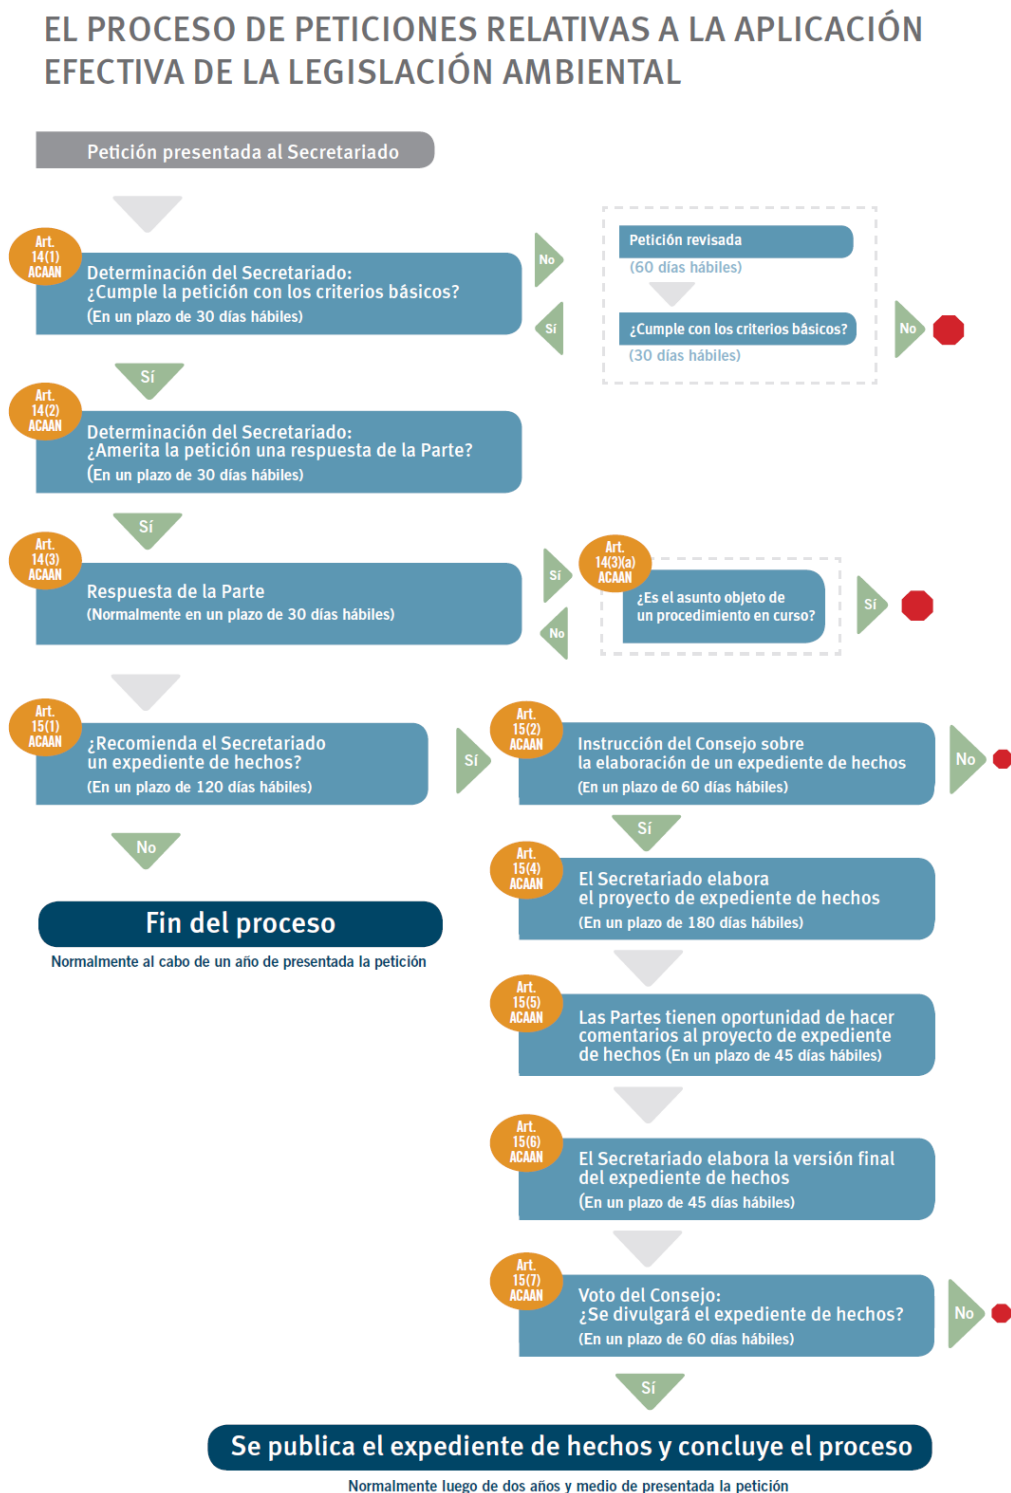 EL PROCESO DE PETICIONES RELATIVAS A LA APLICACIÓN
EFECTIVA DE LA LEGISLACIÓN AMBIENTAL
Petición presentada al Secretariado
Art.
14(1)
ACAAN
Determinación del Secretariado:
¿Cumple la petición con los criterios básicos?
(En un plazo de 30 días hábiles)
No
Sí
Petición revisada
(60 días hábiles)
¿Cumple con los criterios básicos?
(30 días hábiles)
No
Sí
Art.
14(2)
ACAAN
Determinación del Secretariado:
¿Amerita la petición una respuesta de la Parte?
(En un plazo de 30 días hábiles)
Sí
Art.
14(3)
ACAAN
Respuesta de la Parte
(Normalmente en un plazo de 30 días hábiles)
Sí
No
Art.
14(3)(a)
ACAAN
¿Es el asunto objeto de
un procedimiento en curso?
Sí
Art.
15(1)
ACAAN
¿Recomienda el Secretariado
un expediente de hechos?
(En un plazo de 120 días hábiles)
Sí
No
Fin del proceso
Normalmente al cabo de un año de presentada la petición
Art.
15(2)
ACAAN
Instrucción del Consejo sobre
la elaboración de un expediente de hechos
(En un plazo de 60 días hábiles)
No
Sí
Art.
15(4)
ACAAN
El Secretariado elabora
el proyecto de expediente de hechos
(En un plazo de 180 días hábiles)
Art.
15(5)
ACAAN
Las Partes tienen oportunidad de hacer
comentarios al proyecto de expediente
de hechos (En un plazo de 45 días hábiles)
Art.
15(6)
ACAAN
El Secretariado elabora la versión final
del expediente de hechos
(En un plazo de 45 días hábiles)
Art.
15(7)
ACAAN
Voto del Consejo:
¿Se divulgará el expediente de hechos?
(En un plazo de 60 días hábiles)
No
Sí
Se publica el expediente de hechos y concluye el proceso
Normalmente luego de dos años y medio de presentada la petición